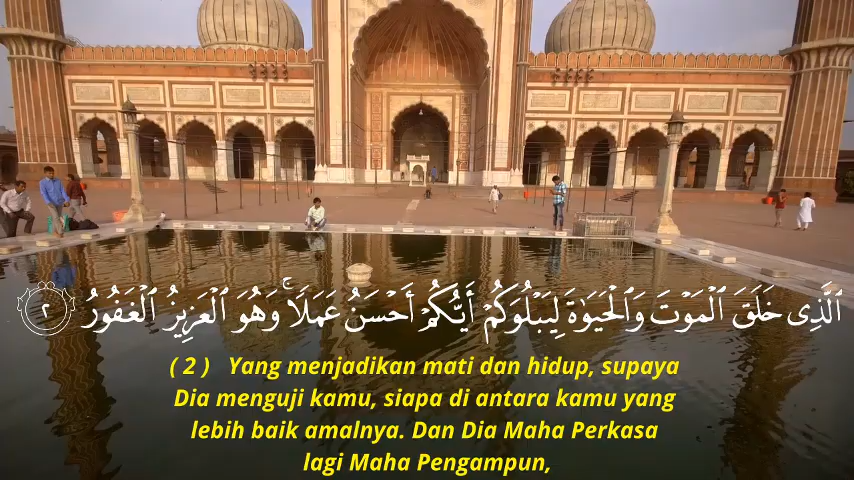 ٱلَّذِى خَلَقَ ٱلْمَوْتَ وَٱلْحَيَوٰةَ لِيَبْلُوَكُمْ أَيُّكُمْ أَحْسَنُ عَمَلًا ۚ وَهُوَ ٱلْعَزِيزُ ٱلْغَفُورُ ٢
( 2 ) Yang menjadikan mati dan hidup, supaya
Dia menguji kamu, siapa di antara kamu yang
lebih baik amalnya. Dan Dia Maha Perkasa
lagi Maha Pengampun,